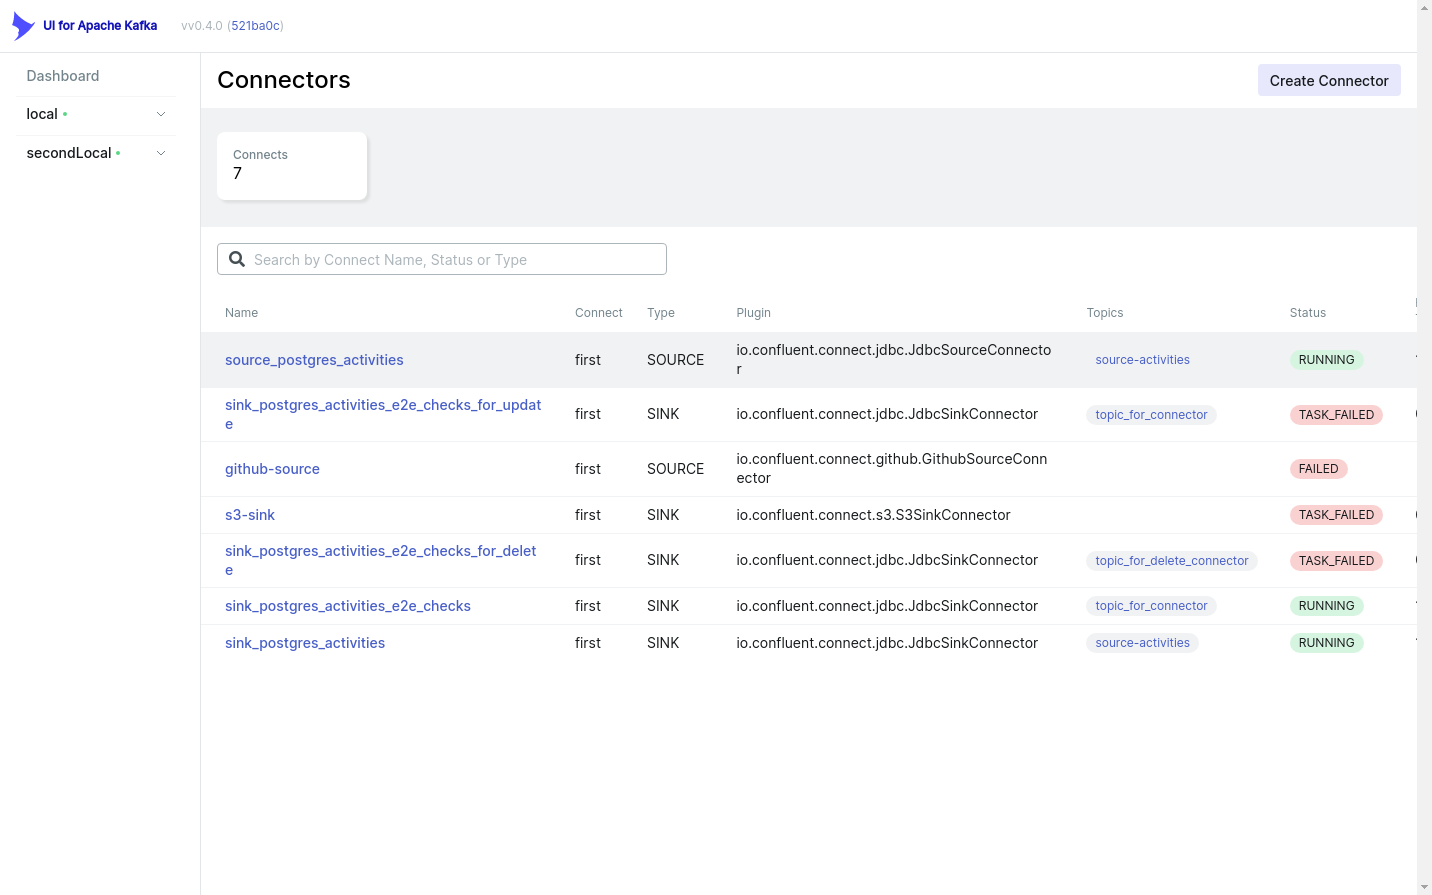 UI for Apache Kafka vv0.4.0 (521ba0c)
Dashboard
local
secondLocal
Connectors
Create Connector
Connects
7
Search by Connect Name, Status or Type
Name Connect Type Plugin Topics Status
source_postgres_activities first SOURCE io.confluent.connect.jdbc.JdbcSourceConnecto
r source-activities RUNNING
sink_postgres_activities_e2e_checks_for_updat
e first SINK io.confluent.connect.jdbc.JdbcSinkConnector topic_for_connector TASK_FAILED
github-source first SOURCE io.confluent.connect.github.GithubSourceConn
ector FAILED
s3-sink first SINK io.confluent.connect.s3.S3SinkConnector TASK_FAILED
sink_postgres_activities_e2e_checks_for_delet
e first SINK io.confluent.connect.jdbc.JdbcSinkConnector topic_for_delete_connector TASK_FAILED
sink_postgres_activities_e2e_checks first SINK io.confluent.connect.jdbc.JdbcSinkConnector topic_for_connector RUNNING
sink_postgres_activities first SINK io.confluent.connect.jdbc.JdbcSinkConnector source-activities RUNNING